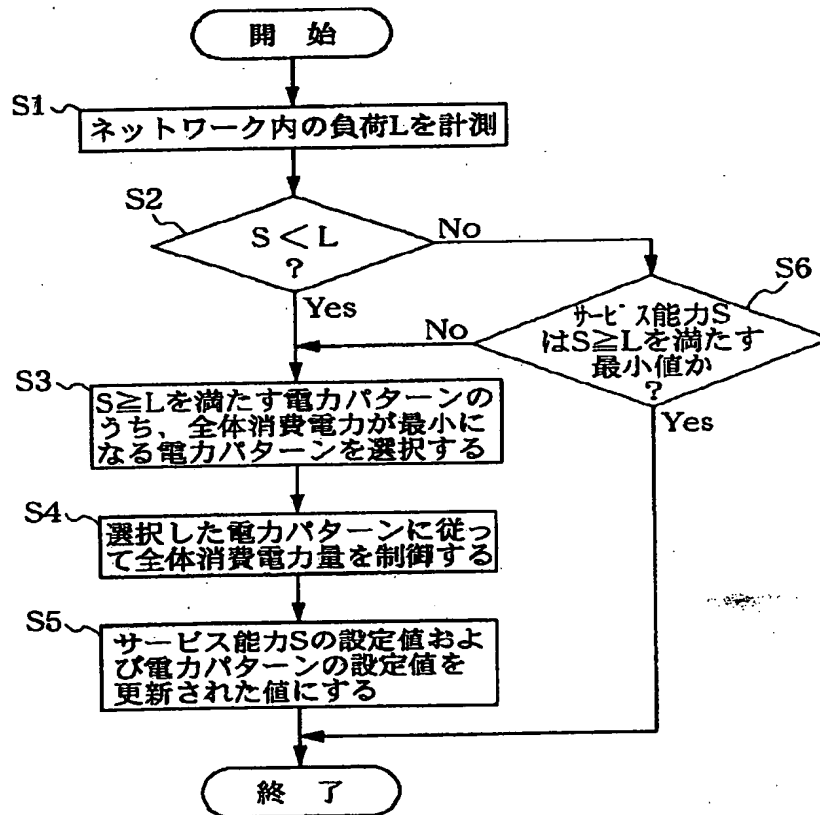 開 始
S1
ネットワーク内の負荷Lを計測
S2
S<L
?
No
Yes
S6
サービス能力S
はS≧Lを満たす
最小値か
?
No
Yes
S3
S≧Lを満たす電力パターンの
うち、全体消費電力が最小に
なる電力パターンを選択する
S4
選択した電力パターンに従っ
て全体消費電力量を制御する
S5
サービス能力Sの設定値およ
び電力パターンの設定値を
更新された値にする
終 了